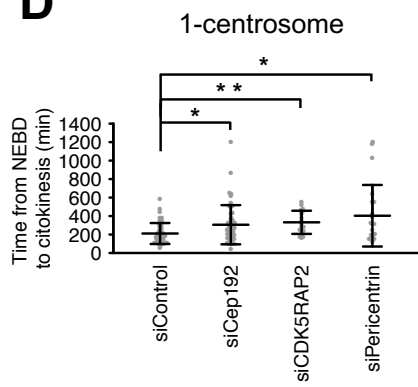 D
1-centrosome
*
* *
*
Time from NEBD
to citokinesis (min)
1400
1200
1000
800
600
400
200
0
siControl
siCep192
siCDK5RAP2
siPericentrin